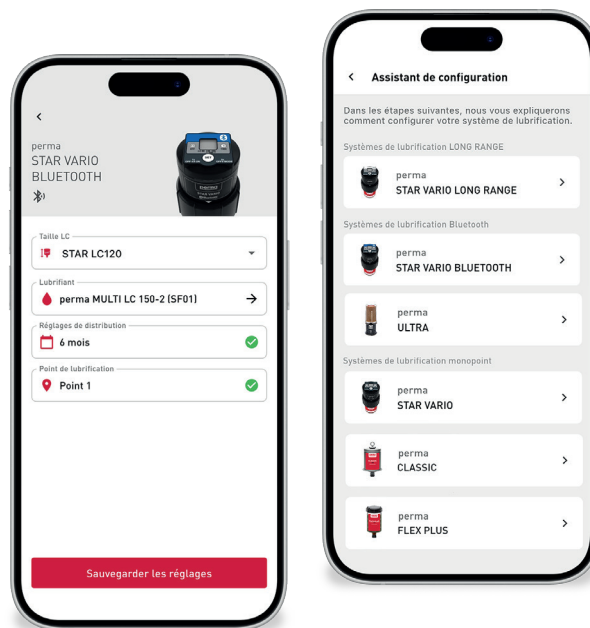 perma
STAR VARIO
BLUETOOTH
Taille LC
STAR LC120
Lubrifiant
perma MULTI LC 150-2 (SF01)
Réglages de distribution
6 mois
Point de lubrification
Point 1
Sauvegarder les réglages
Assistant de configuration
Dans les étapes suivantes, nous vous expliquerons
comment configurer votre système de lubrification.
Systèmes de lubrification LONG RANGE
perma
STAR VARIO LONG RANGE
Systèmes de lubrification Bluetooth
perma
STAR VARIO BLUETOOTH
perma
ULTRA
Systèmes de lubrification monopoint
perma
STAR VARIO
perma
CLASSIC
perma
FLEX PLUS